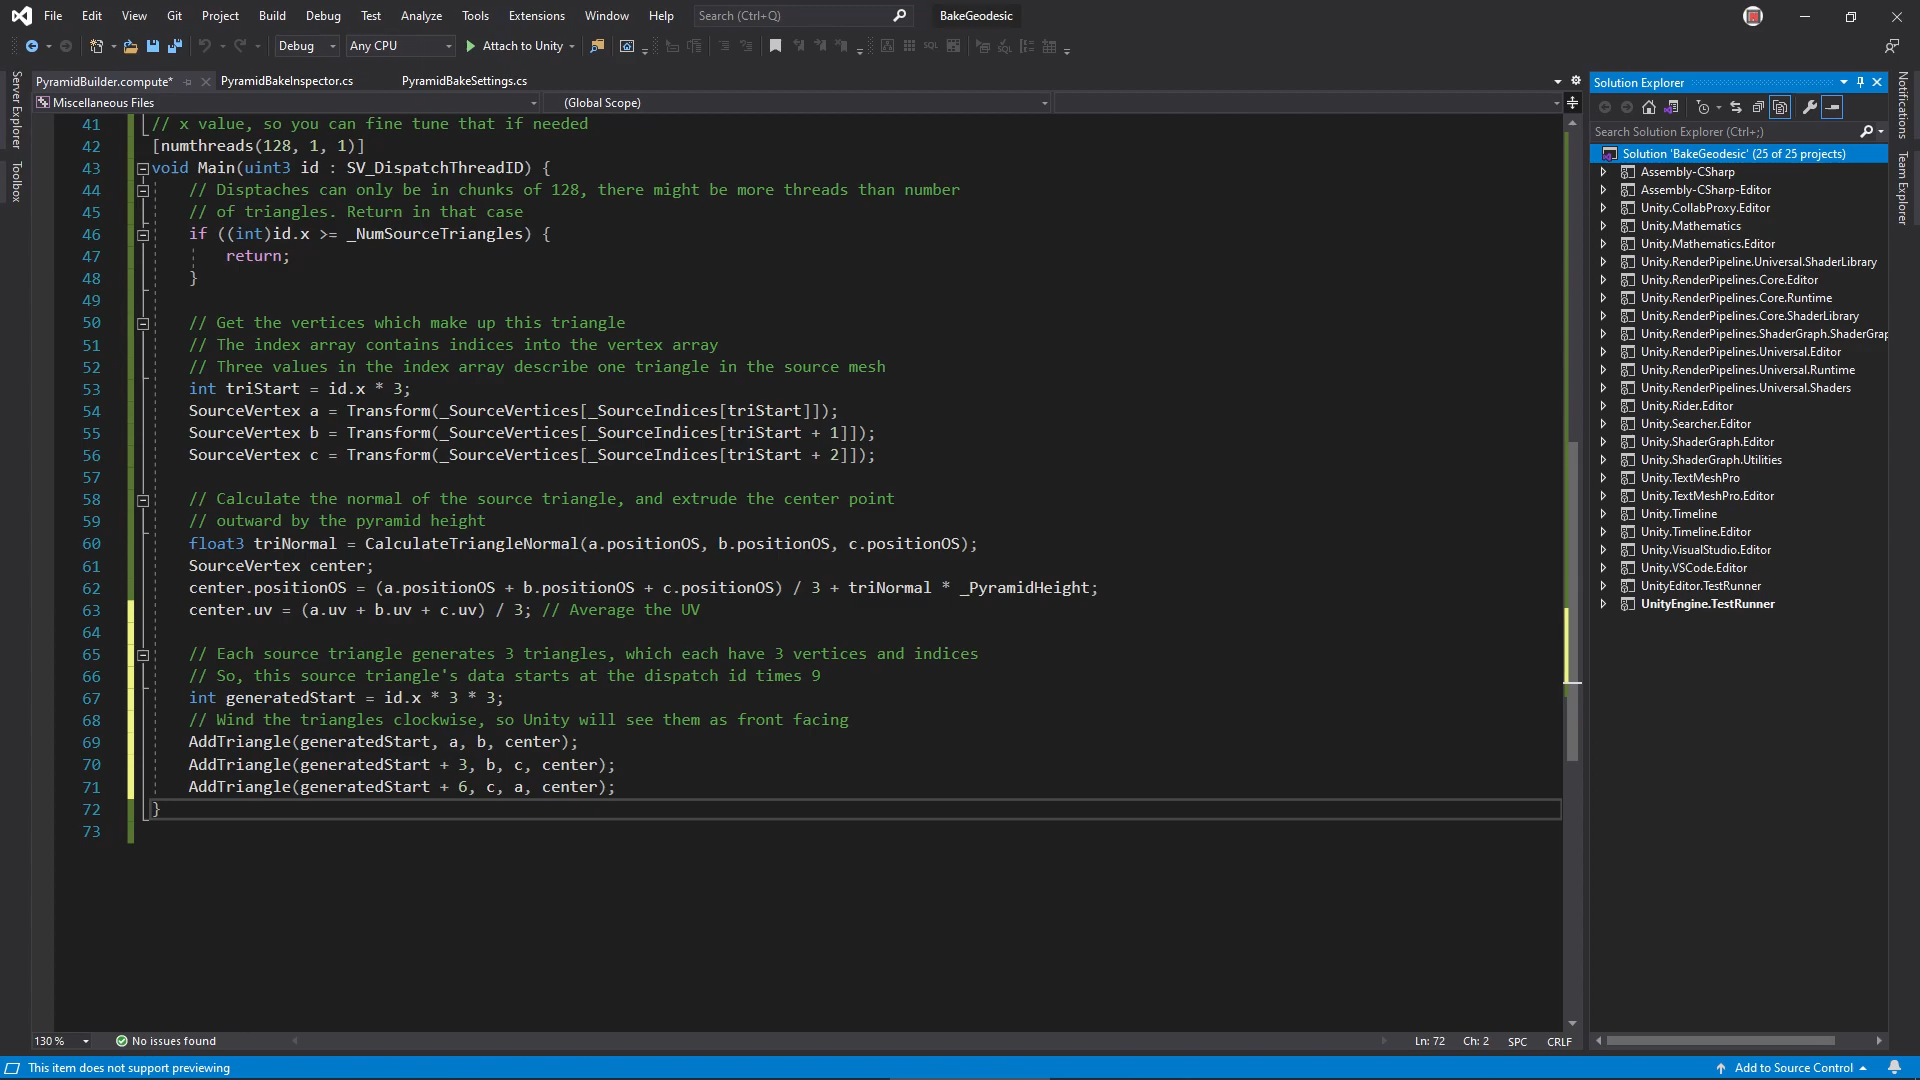 File Edit View Git Project Build Debug Test Analyze Tools Extensions Window Help Search (Ctrl+Q) BakeGeodesic
Debug Any CPU Attach to Unity
PyramidBuilder.compute* PyramidBakeInspector.cs PyramidBakeSettings.cs
Miscellaneous Files (Global Scope)
Server Explorer
Toolbox
41 // x value, so you can fine tune that if needed
42 [numthreads(128, 1, 1)]
43 void Main(uint3 id : SV_DispatchThreadID) {
44 // Disptaches can only be in chunks of 128, there might be more threads than number
45 // of triangles. Return in that case
46 if ((int)id.x >= _NumSourceTriangles) {
47 return;
48 }
49
50 // Get the vertices which make up this triangle
51 // The index array contains indices into the vertex array
52 // Three values in the index array describe one triangle in the source mesh
53 int triStart = id.x * 3;
54 SourceVertex a = Transform(_SourceVertices[_SourceIndices[triStart]]);
55 SourceVertex b = Transform(_SourceVertices[_SourceIndices[triStart + 1]]);
56 SourceVertex c = Transform(_SourceVertices[_SourceIndices[triStart + 2]]);
57
58 // Calculate the normal of the source triangle, and extrude the center point
59 // outward by the pyramid height
60 float3 triNormal = CalculateTriangleNormal(a.positionOS, b.positionOS, c.positionOS);
61 SourceVertex center;
62 center.positionOS = (a.positionOS + b.positionOS + c.positionOS) / 3 + triNormal * _PyramidHeight;
63 center.uv = (a.uv + b.uv + c.uv) / 3; // Average the UV
64
65 // Each source triangle generates 3 triangles, which each have 3 vertices and indices
66 // So, this source triangle's data starts at the dispatch id times 9
67 int generatedStart = id.x * 3 * 3;
68 // Wind the triangles clockwise, so Unity will see them as front facing
69 AddTriangle(generatedStart, a, b, center);
70 AddTriangle(generatedStart + 3, b, c, center);
71 AddTriangle(generatedStart + 6, c, a, center);
72 }
73
130 % No issues found Ln: 72 Ch: 2 SPC CRLF
Solution Explorer
Search Solution Explorer (Ctrl+;)
Solution 'BakeGeodesic' (25 of 25 projects)
Assembly-CSharp
Assembly-CSharp-Editor
Unity.CollabProxy.Editor
Unity.Mathematics
Unity.Mathematics.Editor
Unity.RenderPipeline.Universal.ShaderLibrary
Unity.RenderPipelines.Core.Editor
Unity.RenderPipelines.Core.Runtime
Unity.RenderPipelines.Core.ShaderLibrary
Unity.RenderPipelines.ShaderGraph.ShaderGrap
Unity.RenderPipelines.Universal.Editor
Unity.RenderPipelines.Universal.Runtime
Unity.RenderPipelines.Universal.Shaders
Unity.Rider.Editor
Unity.Searcher.Editor
Unity.ShaderGraph.Editor
Unity.ShaderGraph.Utilities
Unity.TextMeshPro
Unity.TextMeshPro.Editor
Unity.Timeline
Unity.Timeline.Editor
Unity.VisualStudio.Editor
Unity.VSCode.Editor
UnityEditor.TestRunner
UnityEngine.TestRunner
Notifications
Team Explorer
This item does not support previewing Add to Source Control